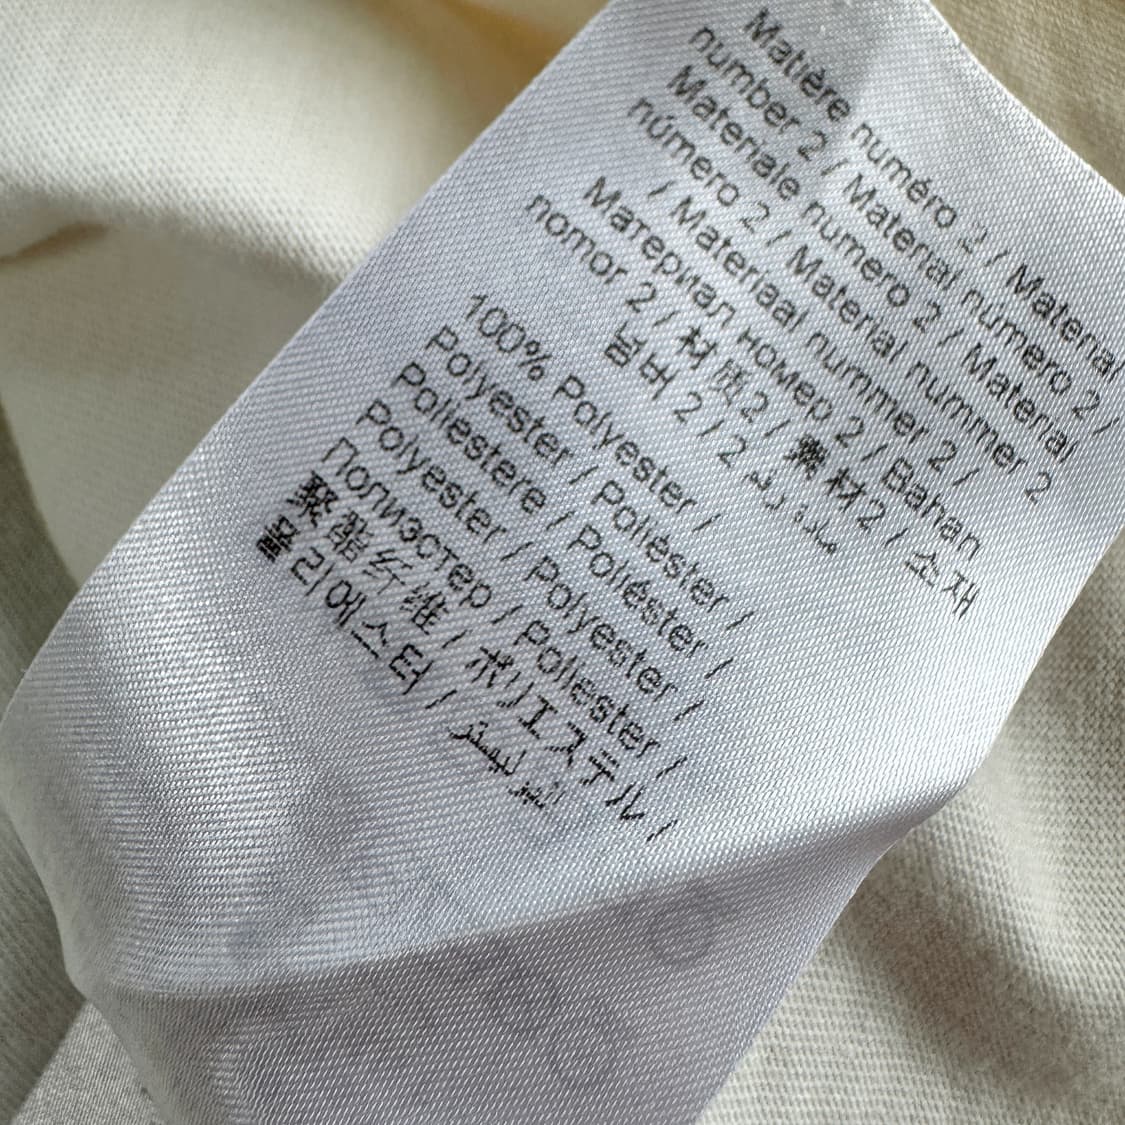 Matière numéro 2 / Material
number 2 / Material número 2 /
Materiale numero 2 / Material
número 2 / Material nummer 2
/ Materiaal nummer 2 /
Материал номер 2 / Bahan
nomor 2 / 材质2 / 素材2 / 소재
넘버 2 / 2 مادة رقم
100% Polyester /
Polyester / Poliéster /
Poliestere / Poliéster /
Polyester / Polyester /
Полиэстер / Poliester /
聚酯纤维 / ポリエステル /
폴리에스터 /